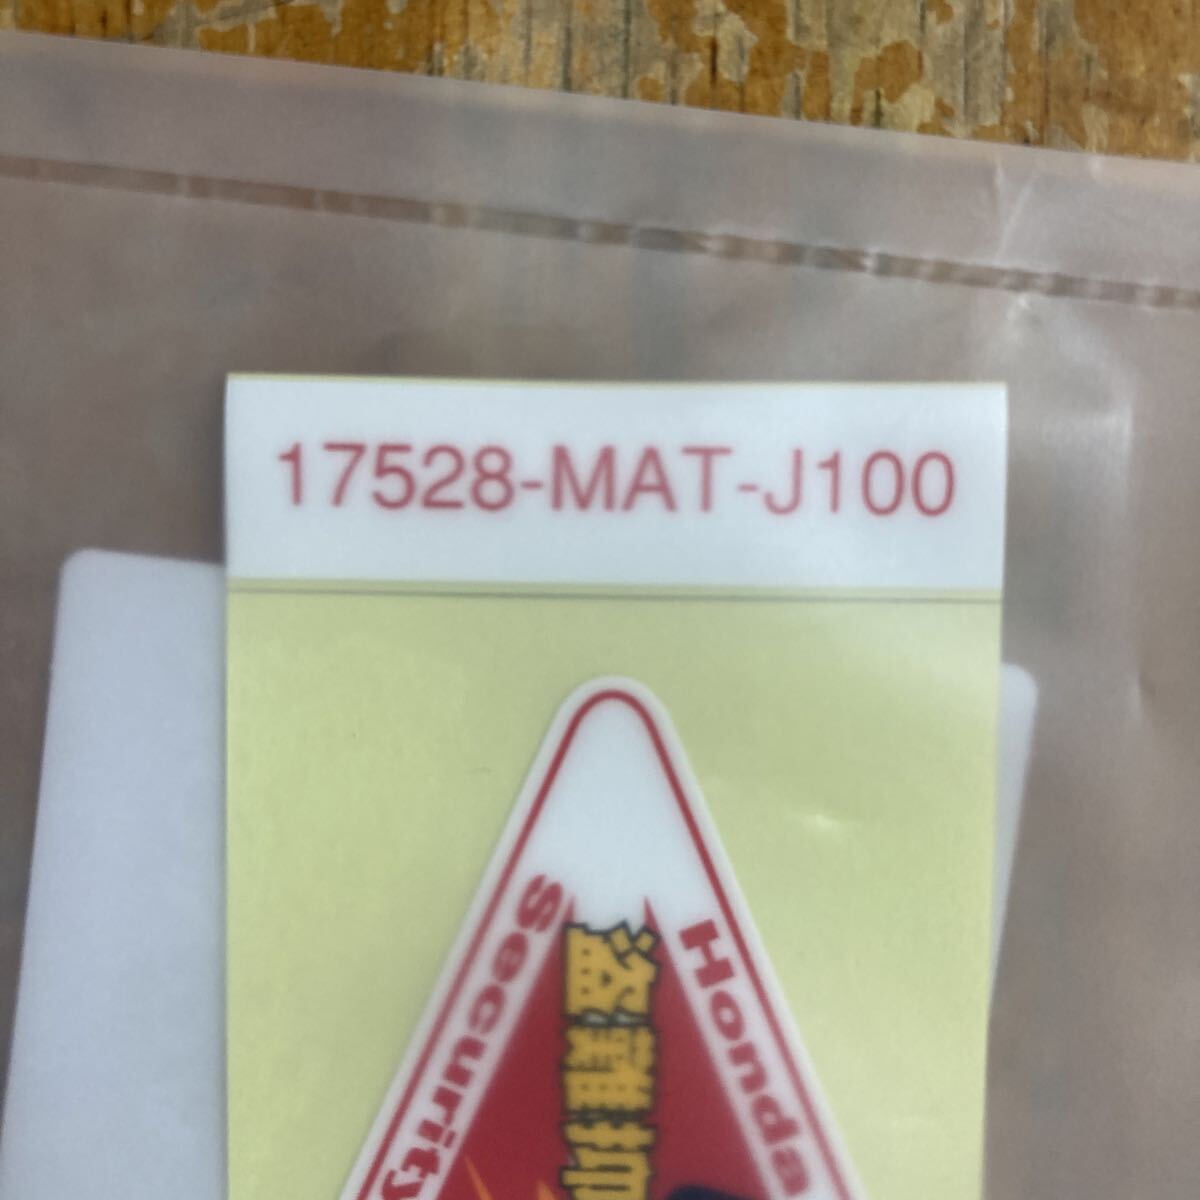 17528-MAT-J100
Honda
Security
盗難抑